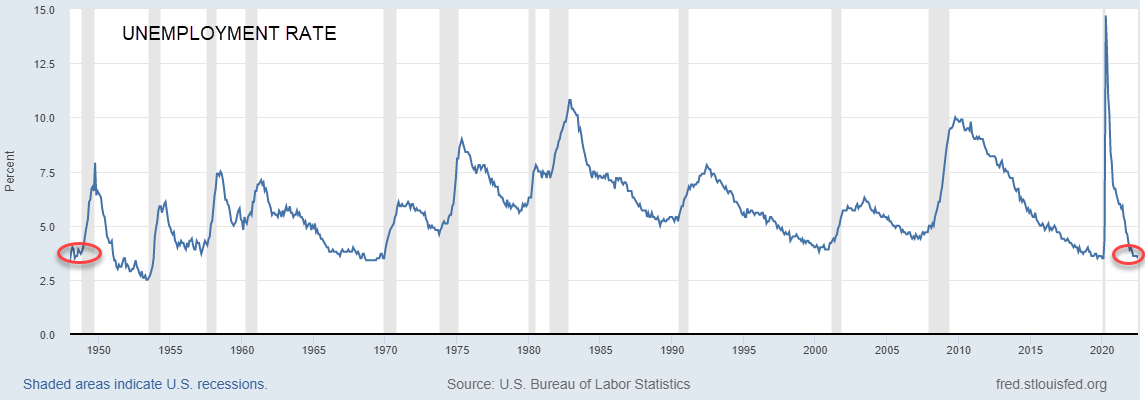 UNEMPLOYMENT RATE
Percent
15.0
12.5
10.0
7.5
5.0
2.5
0.0
1950 1955 1960 1965 1970 1975 1980 1985 1990 1995 2000 2005 2010 2015 2020
Shaded areas indicate U.S. recessions. Source: U.S. Bureau of Labor Statistics fred.stlouisfed.org